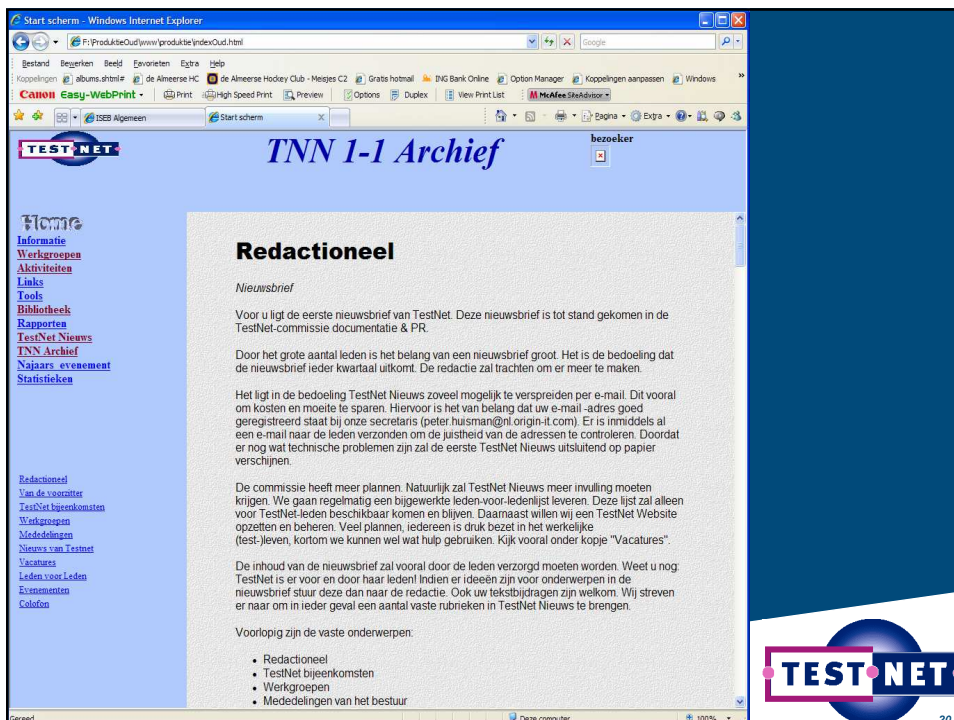 Start scherm - Windows Internet Explorer
F:\ProduktieOud\www\produktie\indexOud.html
Google
Bestand Bewerken Beeld Favorieten Extra Help
Koppelingen albums.shtml# de Almeerse HC de Almeerse Hockey Club - Meisjes C2 Gratis hotmail ING Bank Online Option Manager Koppelingen aanpassen Windows »
Canon Easy-WebPrint Print High Speed Print Preview Options Duplex View Print List McAfee SiteAdvisor
ISEB Algemeen Start scherm X Pagina Extra
TEST NET
TNN 1-1 Archief
bezoeker
Home
Informatie
Werkgroepen
Aktiviteiten
Links
Tools
Bibliotheek
Rapporten
TestNet Nieuws
TNN Archief
Najaars evenement
Statistieken
Redactioneel
Van de voorzitter
TestNet bijeenkomsten
Werkgroepen
Mededelingen
Nieuws van Testnet
Vacatures
Leden voor Leden
Evenementen
Colofon
Redactioneel
Nieuwsbrief
Voor u ligt de eerste nieuwsbrief van TestNet. Deze nieuwsbrief is tot stand gekomen in de
TestNet-commissie documentatie & PR.
Door het grote aantal leden is het belang van een nieuwsbrief groot. Het is de bedoeling dat
de nieuwsbrief ieder kwartaal uitkomt. De redactie zal trachten om er meer te maken.
Het ligt in de bedoeling TestNet Nieuws zoveel mogelijk te verspreiden per e-mail. Dit vooral
om kosten en moeite te sparen. Hiervoor is het van belang dat uw e-mail -adres goed
geregistreerd staat bij onze secretaris (peter.huisman@nl.origin-it.com). Er is inmiddels al
een e-mail naar de leden verzonden om de juistheid van de adressen te controleren. Doordat
er nog wat technische problemen zijn zal de eerste TestNet Nieuws uitsluitend op papier
verschijnen.
De commissie heeft meer plannen. Natuurlijk zal TestNet Nieuws meer invulling moeten
krijgen. We gaan regelmatig een bijgewerkte leden-voor-ledenlijst leveren. Deze lijst zal alleen
voor TestNet-leden beschikbaar komen en blijven. Daarnaast willen wij een TestNet Website
opzetten en beheren. Veel plannen, iedereen is druk bezet in het werkelijke
(test-)leven, kortom we kunnen wel wat hulp gebruiken. Kijk vooral onder kopje "Vacatures".
De inhoud van de nieuwsbrief zal vooral door de leden verzorgd moeten worden. Weet u nog:
TestNet is er voor en door haar leden! Indien er ideeën zijn voor onderwerpen in de
nieuwsbrief stuur deze dan naar de redactie. Ook uw tekstbijdragen zijn welkom. Wij streven
er naar om in ieder geval een aantal vaste rubrieken in TestNet Nieuws te brengen.
Voorlopig zijn de vaste onderwerpen:
• Redactioneel
• TestNet bijeenkomsten
• Werkgroepen
• Mededelingen van het bestuur
Gereed Deze computer 100%
TEST NET